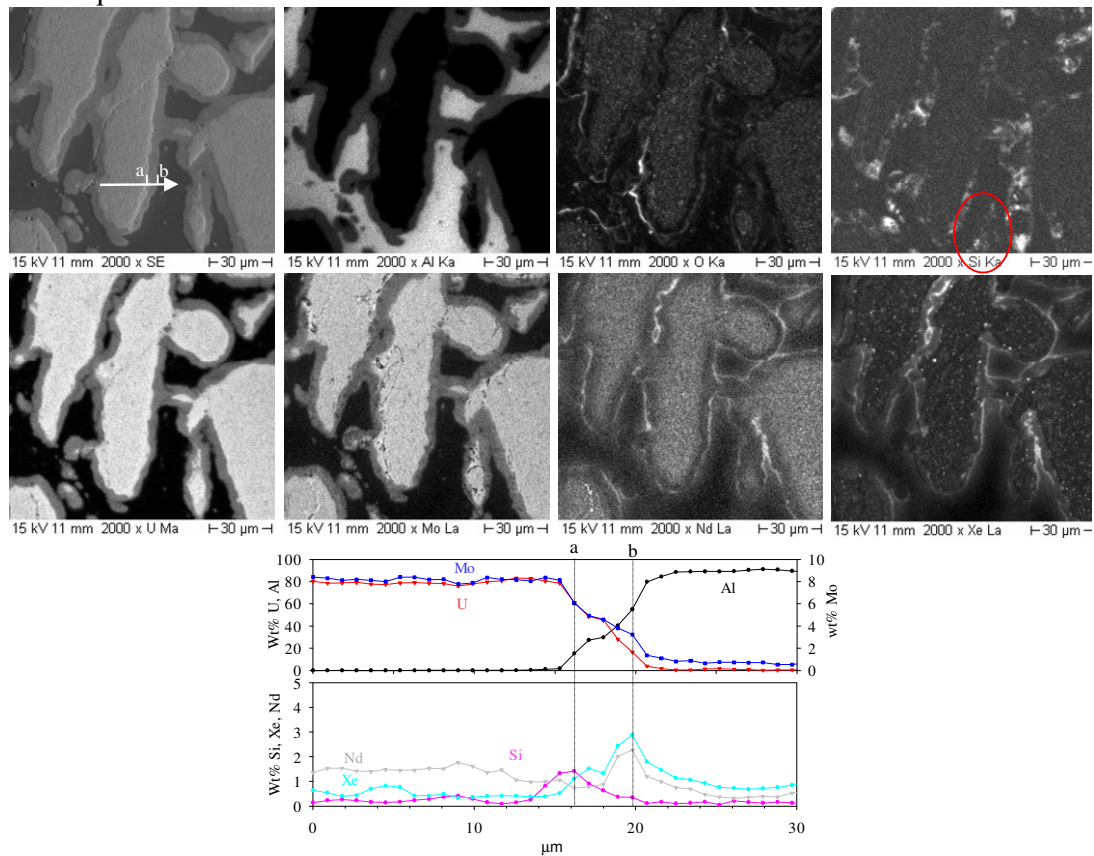 a b
15 kV 11 mm 2000 x SE ⊢30 µm⊣
15 kV 11 mm 2000 x Al Ka ⊢30 µm⊣
15 kV 11 mm 2000 x O Ka ⊢30 µm⊣
15 kV 11 mm 2000 x Si Ka ⊢30 µm⊣
15 kV 11 mm 2000 x U Ma ⊢30 µm⊣
15 kV 11 mm 2000 x Mo La ⊢30 µm⊣
15 kV 11 mm 2000 x Nd La ⊢30 µm⊣
15 kV 11 mm 2000 x Xe La ⊢30 µm⊣
a b
Wt% U, Al
100
80
60
40
20
0
Mo
U
Al
10
8
6
4
2
0
wt% Mo
Wt% Si, Xe, Nd
5
4
3
2
1
0
Nd
Xe
Si
0 10 20 30
µm